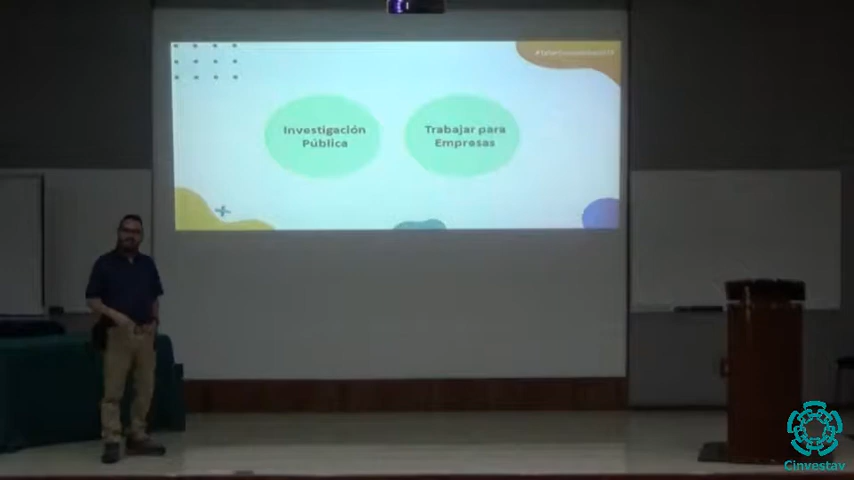 Investigación
Pública
Trabajar para
Empresas
Cinvestav